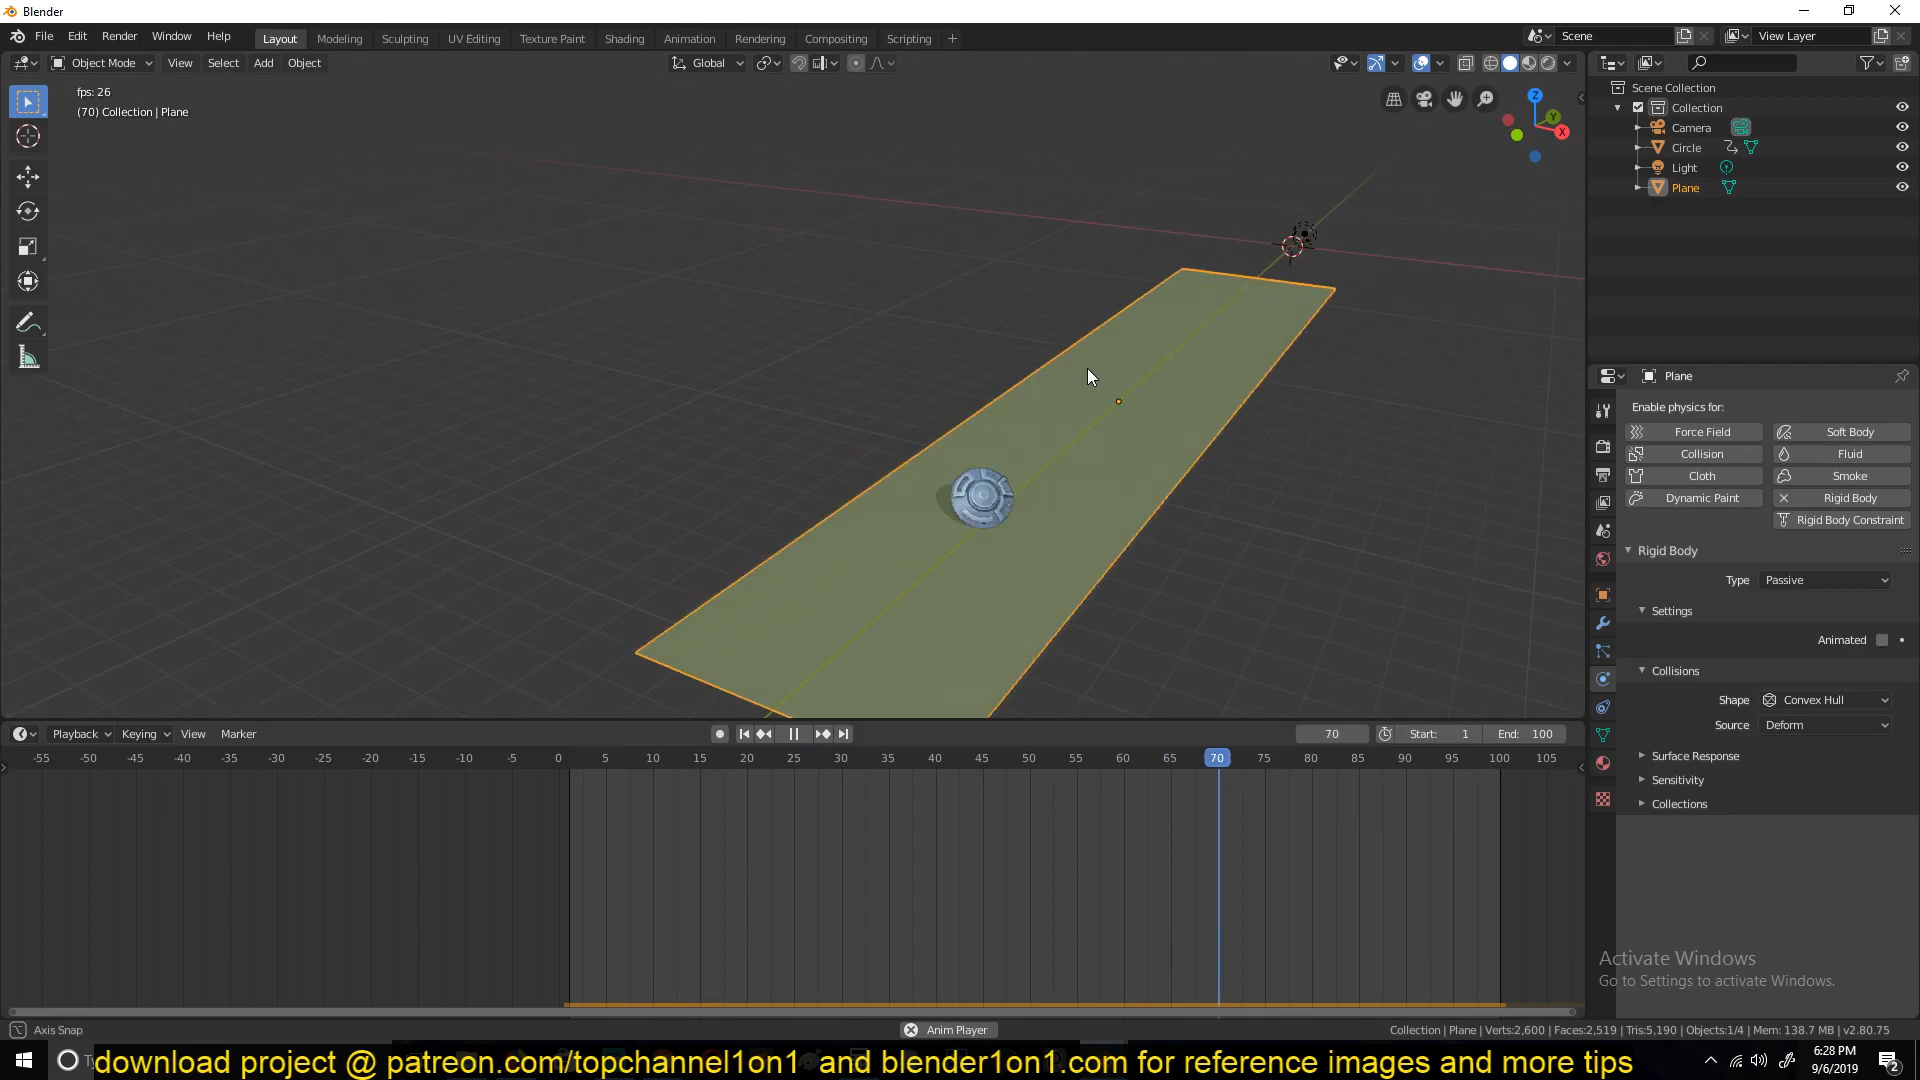 Blender
File Edit Render Window Help
Layout Modeling Sculpting UV Editing Texture Paint Shading Animation Rendering Compositing Scripting +
Scene
View Layer
Object Mode View Select Add Object
Global
fps: 26
(70) Collection | Plane
Z
Y
X
Scene Collection
Collection
Camera
Circle
Light
Plane
Plane
Enable physics for:
Force Field Soft Body
Collision Fluid
Cloth Smoke
Dynamic Paint Rigid Body
Rigid Body Constraint
Rigid Body
Type Passive
Settings
Animated
Collisions
Shape Convex Hull
Source Deform
Surface Response
Sensitivity
Collections
Playback Keying View Marker
70 Start: 1 End: 100
-55 -50 -45 -40 -35 -30 -25 -20 -15 -10 -5 0 5 10 15 20 25 30 35 40 45 50 55 60 65 70 75 80 85 90 95 100 105
Activate Windows
Go to Settings to activate Windows.
Axis Snap
Anim Player
Collection | Plane | Verts:2,600 | Faces:2,519 | Tris:5,190 | Objects:1/4 | Mem: 138.7 MB | v2.80.75
download project @ patreon.com/topchannel1on1 and blender1on1.com for reference images and more tips
6:28 PM
9/6/2019
2